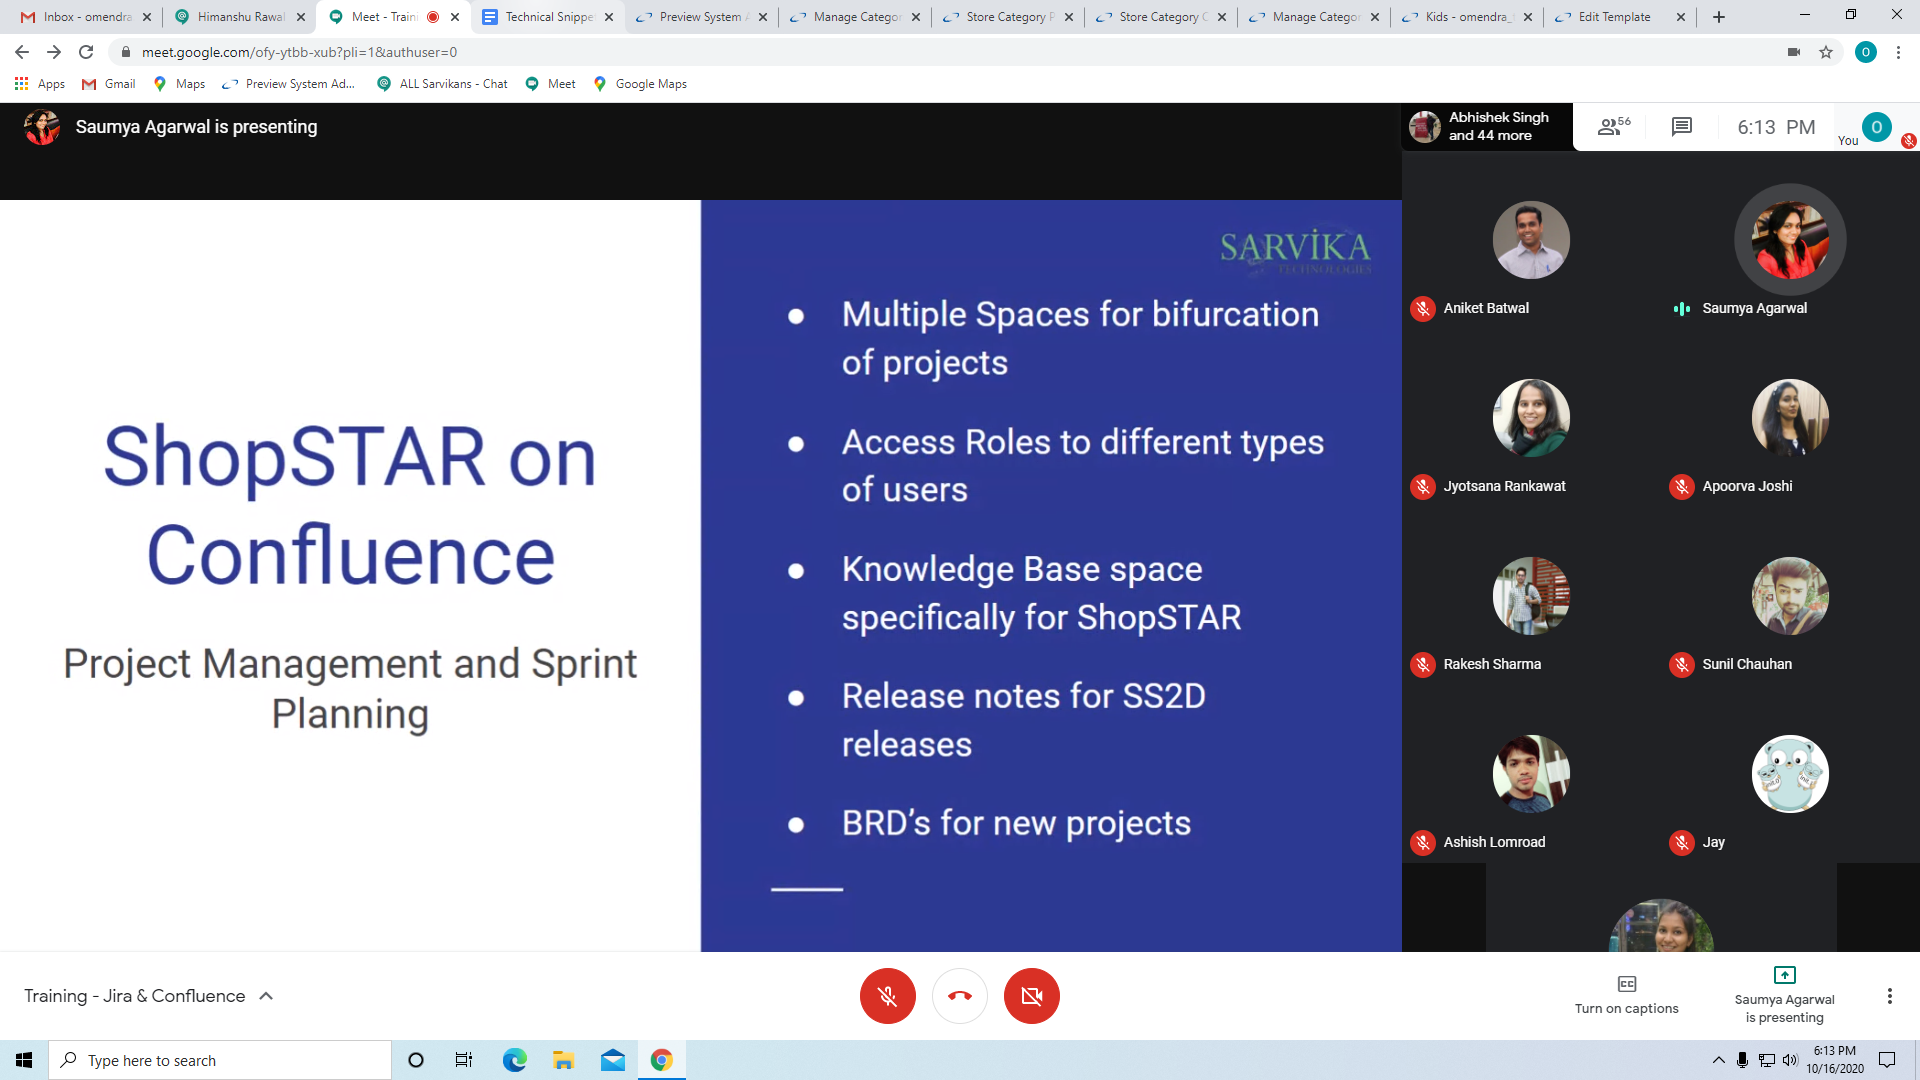 Inbox - omendra.
Himanshu Rawal
Meet - Traini
Technical Snippe
Preview System A
Manage Categor
Store Category P
Store Category C
Manage Categor
Kids - omendra_
Edit Template
meet.google.com/ofy-ytbb-xub?pli=1&authuser=0
O
Apps
Gmail
Maps
Preview System Ad...
ALL Sarvikans - Chat
Meet
Google Maps
Saumya Agarwal is presenting
Abhishek Singh
and 44 more
56
6:13 PM
You
O
SARVIKA
TECHNOLOGIES
ShopSTAR on
Confluence
Project Management and Sprint
Planning
● Multiple Spaces for bifurcation
of projects
● Access Roles to different types
of users
● Knowledge Base space
specifically for ShopSTAR
● Release notes for SS2D
releases
● BRD’s for new projects
Aniket Batwal
Saumya Agarwal
Jyotsana Rankawat
Apoorva Joshi
Rakesh Sharma
Sunil Chauhan
Ashish Lomroad
Jay
Training - Jira & Confluence
CC
Turn on captions
Saumya Agarwal
is presenting
Type here to search
6:13 PM
10/16/2020